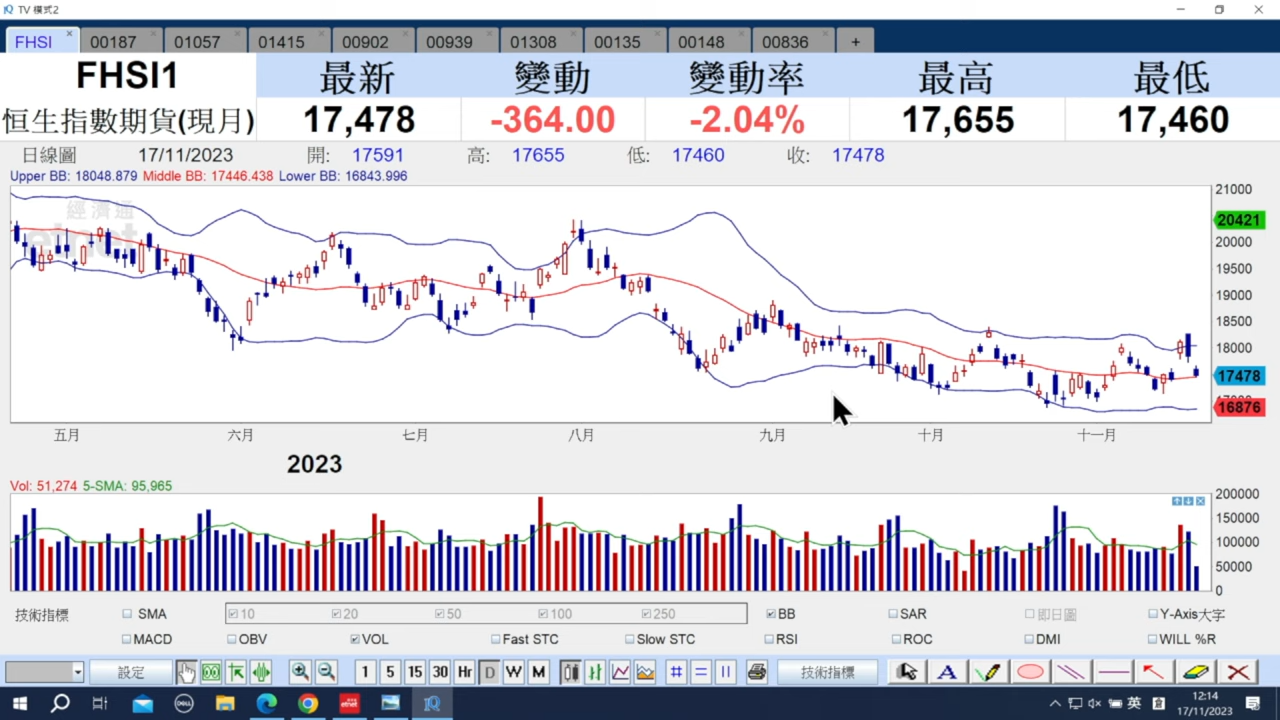 TV 模式2
FHSI 00187 01057 01415 00902 00939 01308 00135 00148 00836 +
FHSI1 最新 變動 變動率 最高 最低
恒生指數期貨(現月) 17,478 -364.00 -2.04% 17,655 17,460
日線圖 17/11/2023 開: 17591 高: 17655 低: 17460 收: 17478
Upper BB: 18048.879 Middle BB: 17446.438 Lower BB: 16843.996
經濟通
etnet
21000
20421
20000
19500
19000
18500
18000
17478
16876
五月 六月 七月 八月 九月 十月 十一月
2023
Vol: 51,274 5-SMA: 95,965
200000
150000
100000
50000
0
技術指標 SMA 10 20 50 100 250 BB SAR 即日圖 Y-Axis大字
MACD OBV VOL Fast STC Slow STC RSI ROC DMI WILL %R
設定 1 5 15 30 Hr D W M 技術指標 A
DELL etnet IQ 英 12:14
17/11/2023